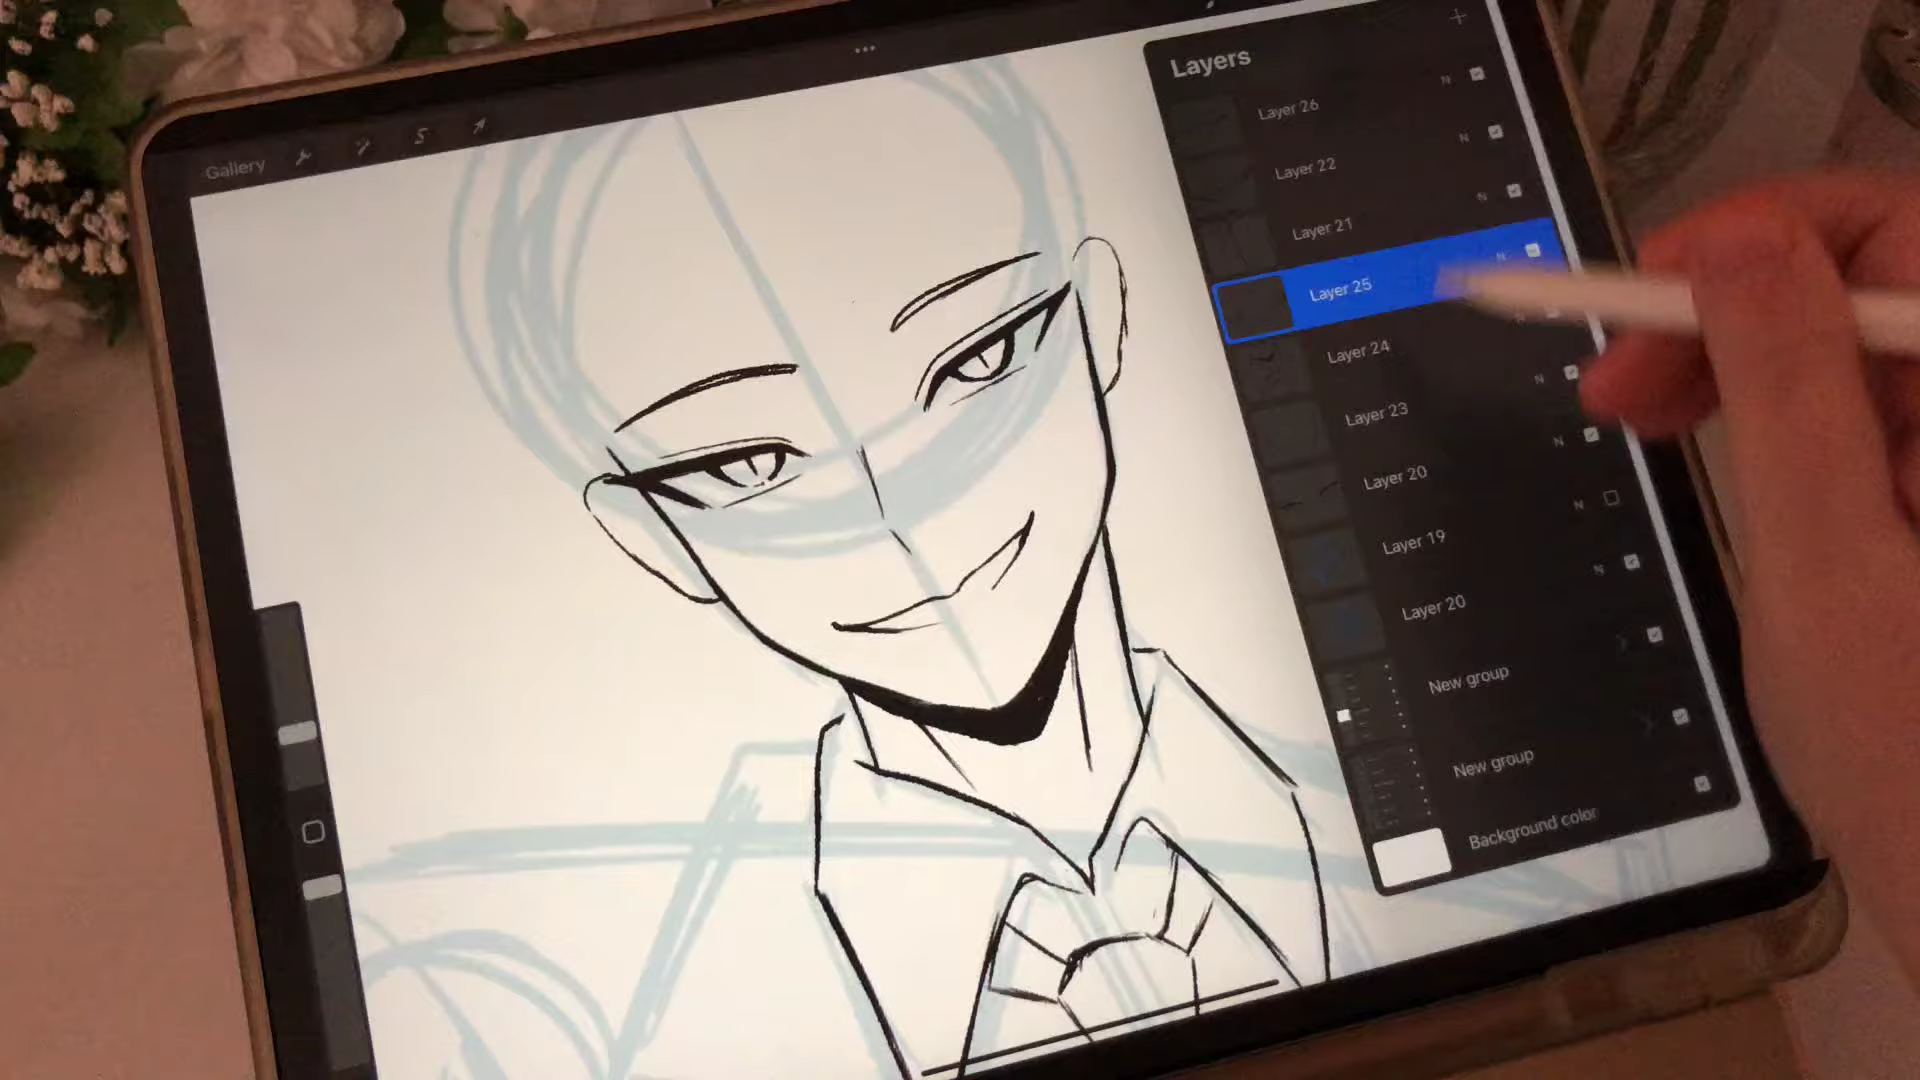 Gallery
Layers
Layer 26
N
Layer 22
N
Layer 21
N
Layer 25
N
Layer 24
N
Layer 23
N
Layer 20
N
Layer 19
N
Layer 20
N
New group
New group
Background color